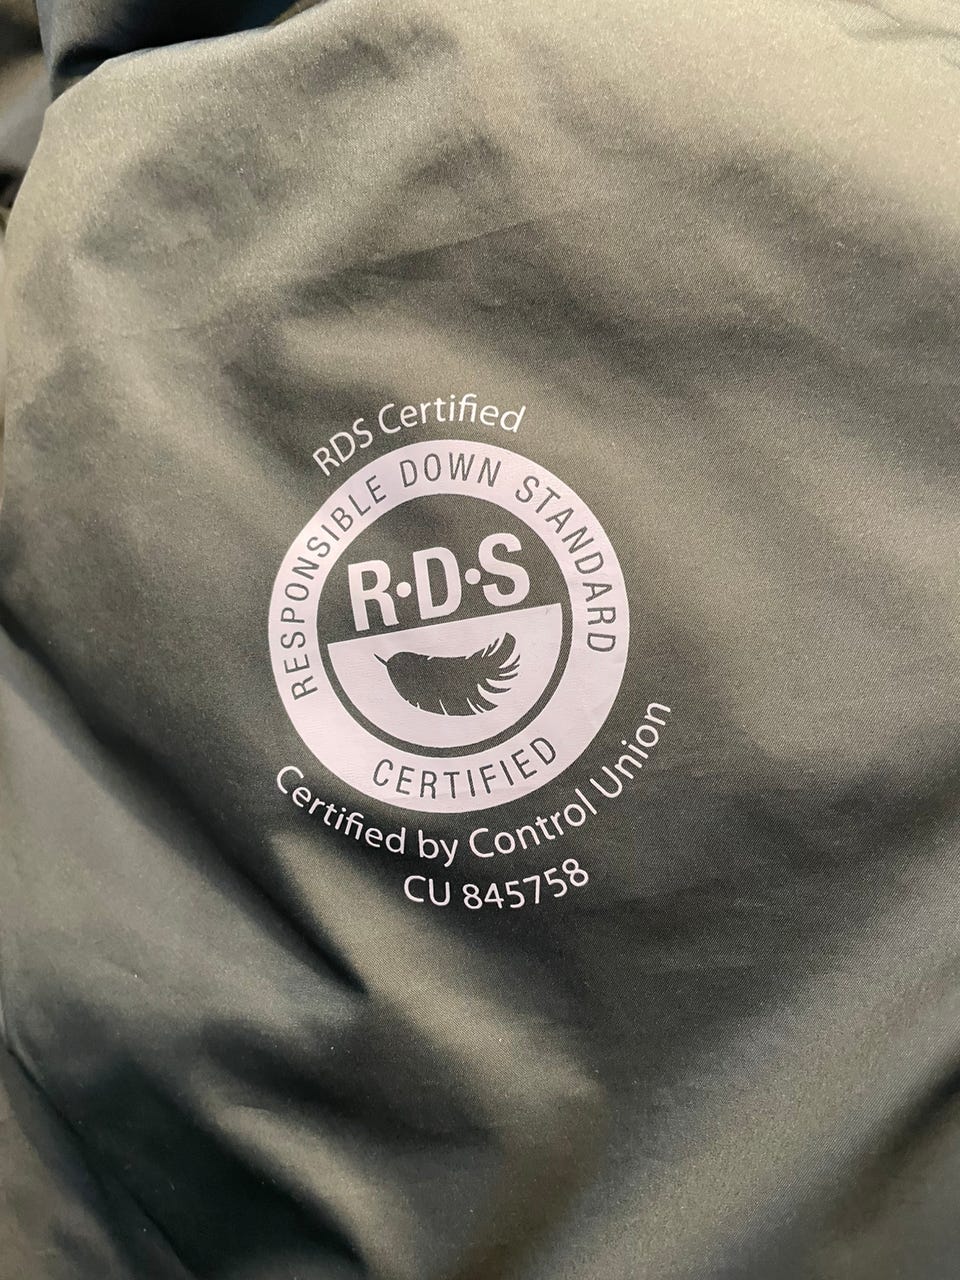 RDS Certified
RESPONSIBLE DOWN STANDARD
R·D·S
CERTIFIED
Certified by Control Union
CU 845758